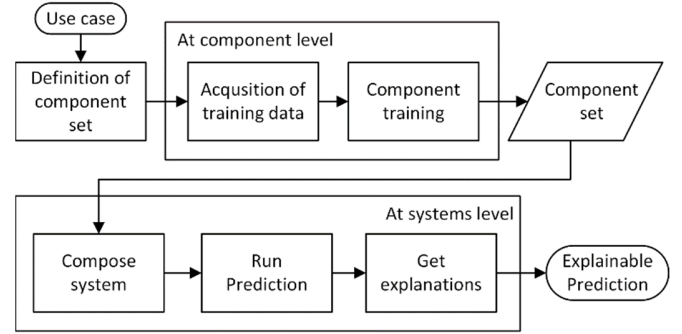 Use case
At component level
Definition of
component
set
Acqusition of
training data
Component
training
Component
set
At systems level
Compose
system
Run
Prediction
Get
explanations
Explainable
Prediction